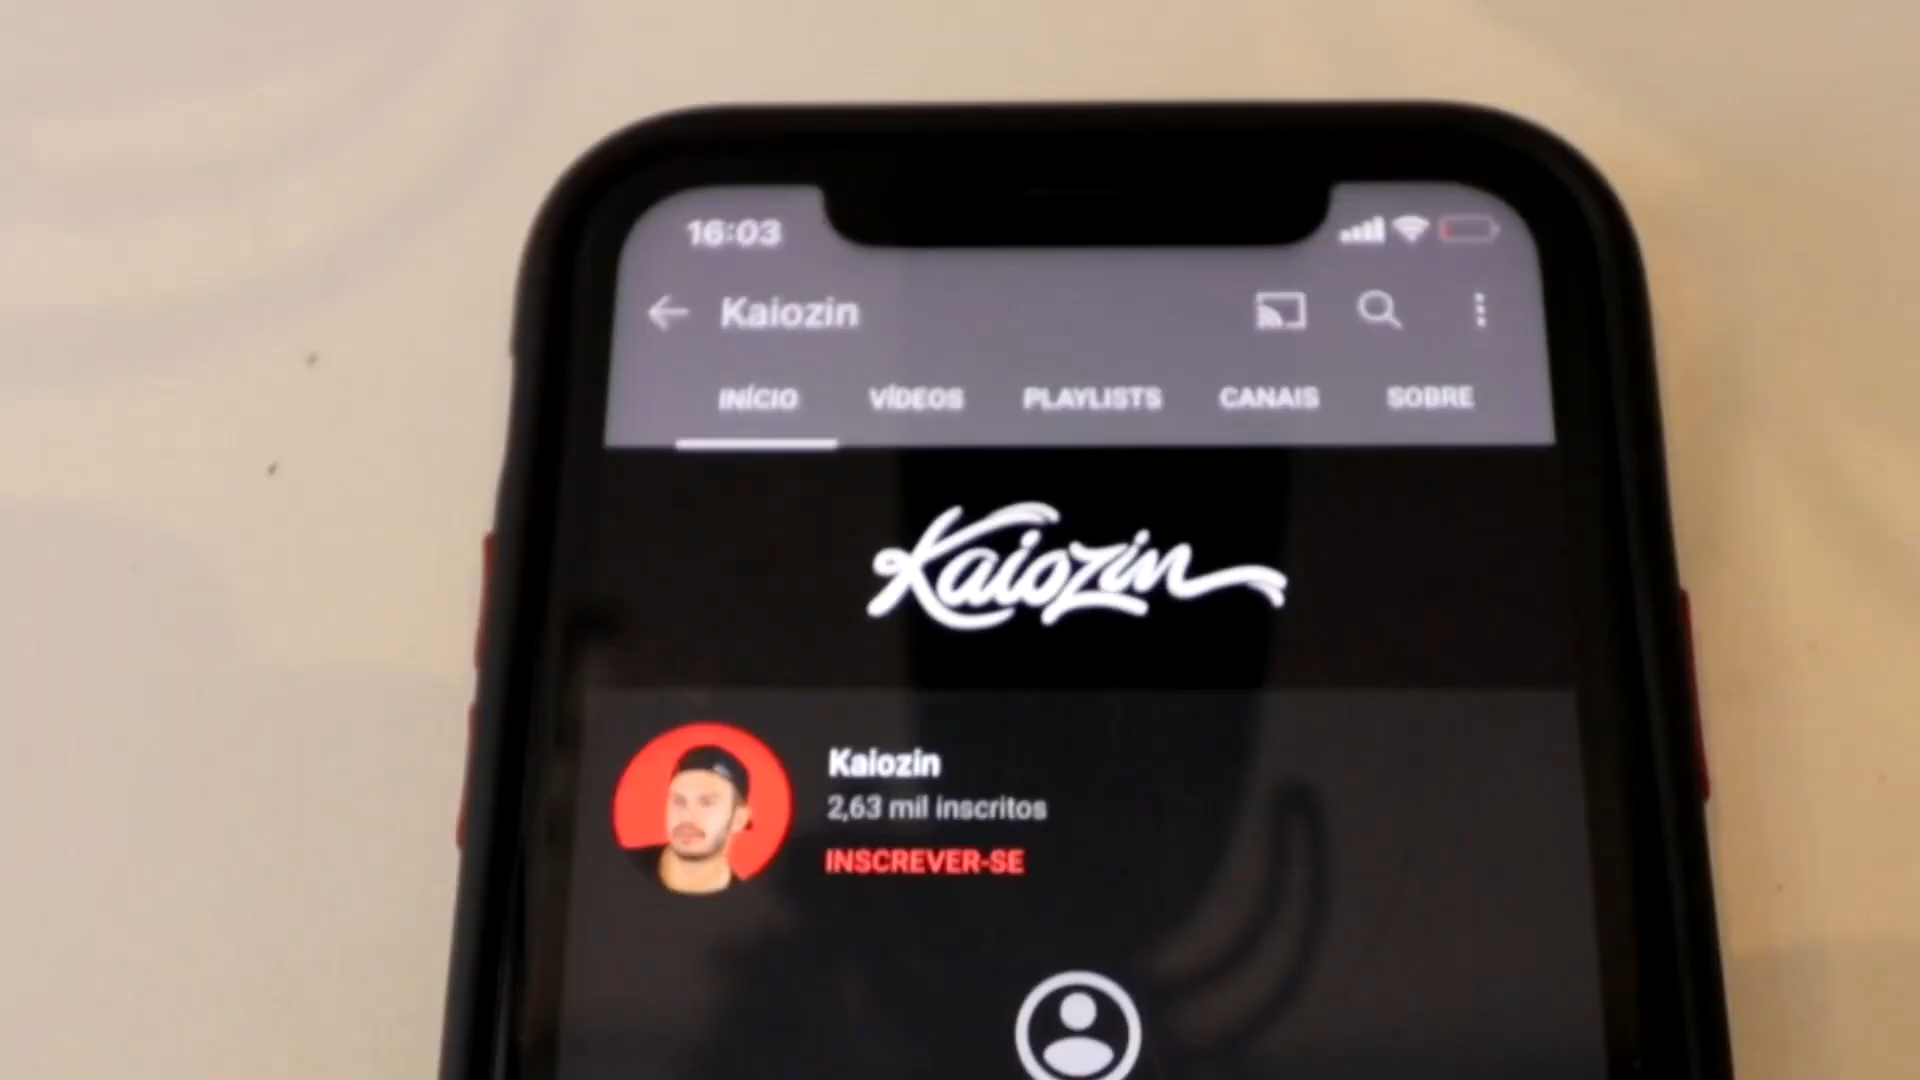 16:03
Kaiozin
INÍCIO VÍDEOS PLAYLISTS CANAIS SOBRE
Kaiozin
Kaiozin
2,63 mil inscritos
INSCREVER-SE